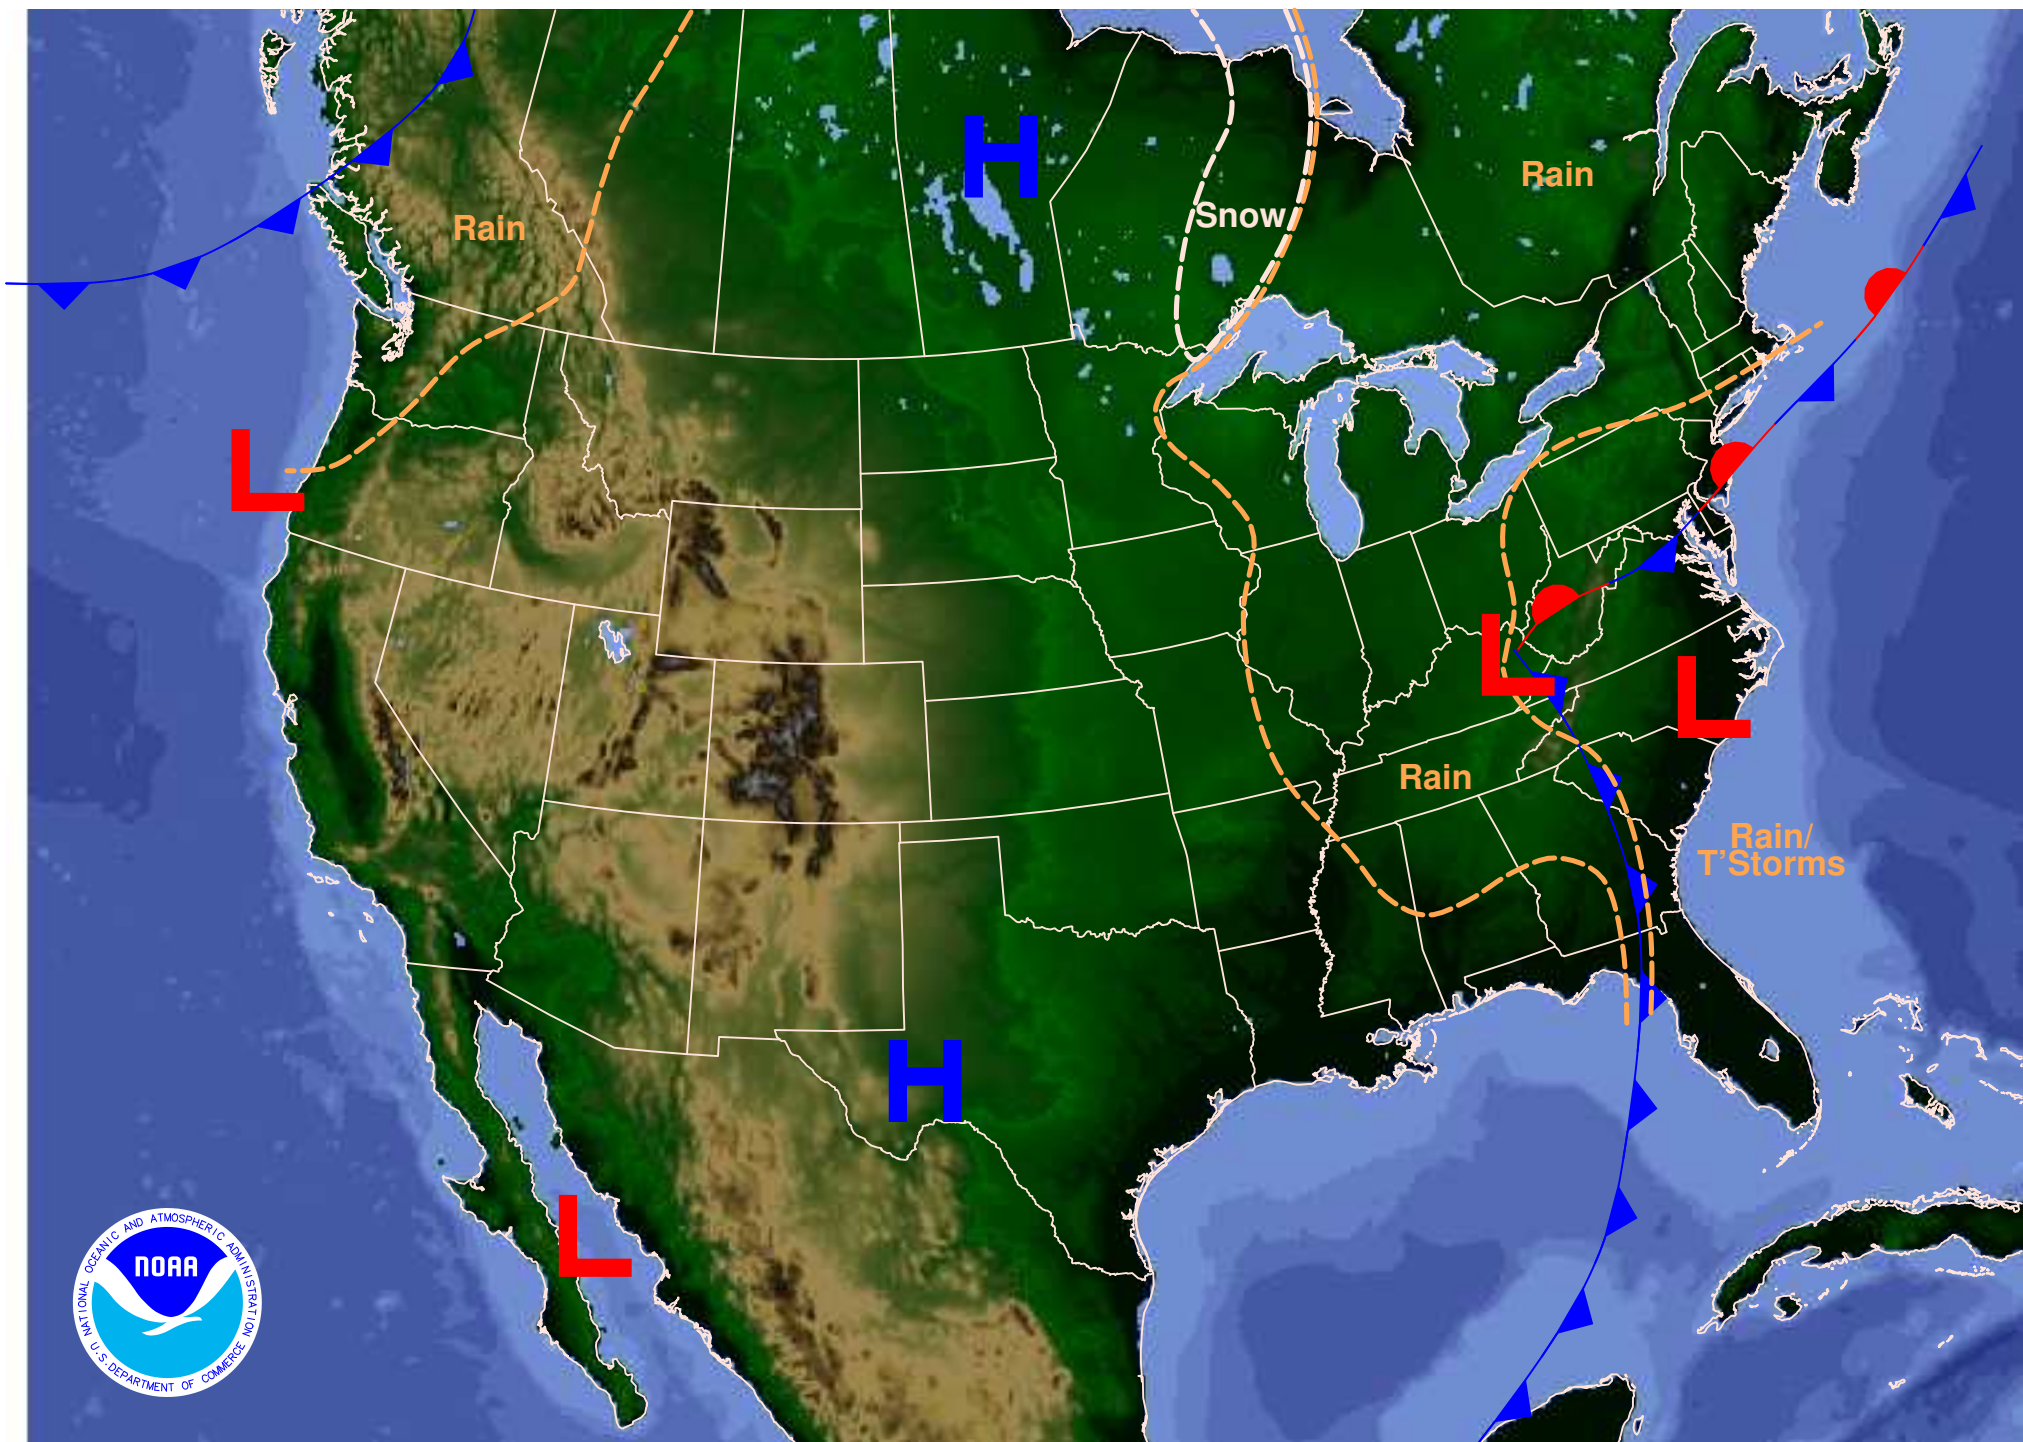 H
Rain
Snow
Rain
L
L
L
Rain
Rain/
T'Storms
H
L
NATIONAL OCEANIC AND ATMOSPHERIC ADMINISTRATION
NOAA
U.S. DEPARTMENT OF COMMERCE